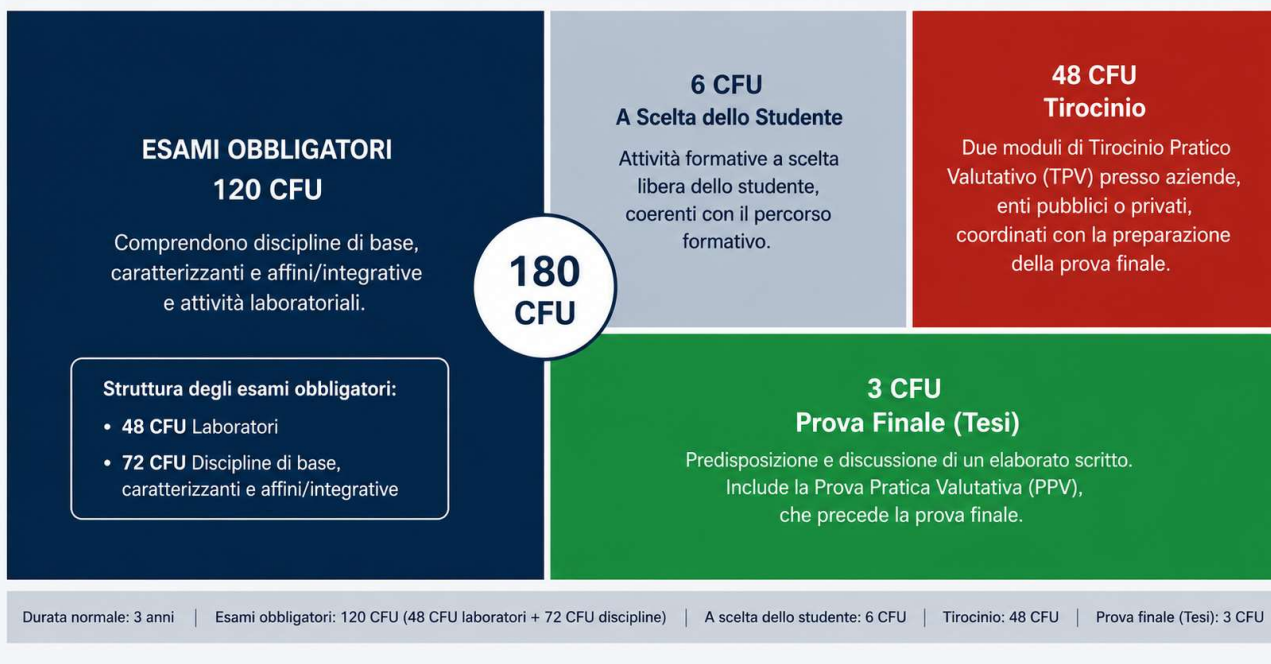 ESAMI OBBLIGATORI
120 CFU
Comprendono discipline di base,
caratterizzanti e affini/integrative
e attività laboratoriali.
Struttura degli esami obbligatori:
• 48 CFU Laboratori
• 72 CFU Discipline di base,
caratterizzanti e affini/integrative
180
CFU
6 CFU
A Scelta dello Studente
Attività formative a scelta
libera dello studente,
coerenti con il percorso
formativo.
48 CFU
Tirocinio
Due moduli di Tirocinio Pratico
Valutativo (TPV) presso aziende,
enti pubblici o privati,
coordinati con la preparazione
della prova finale.
3 CFU
Prova Finale (Tesi)
Predisposizione e discussione di un elaborato scritto.
Include la Prova Pratica Valutativa (PPV),
che precede la prova finale.
Durata normale: 3 anni | Esami obbligatori: 120 CFU (48 CFU laboratori + 72 CFU discipline) | A scelta dello studente: 6 CFU | Tirocinio: 48 CFU | Prova finale (Tesi): 3 CFU